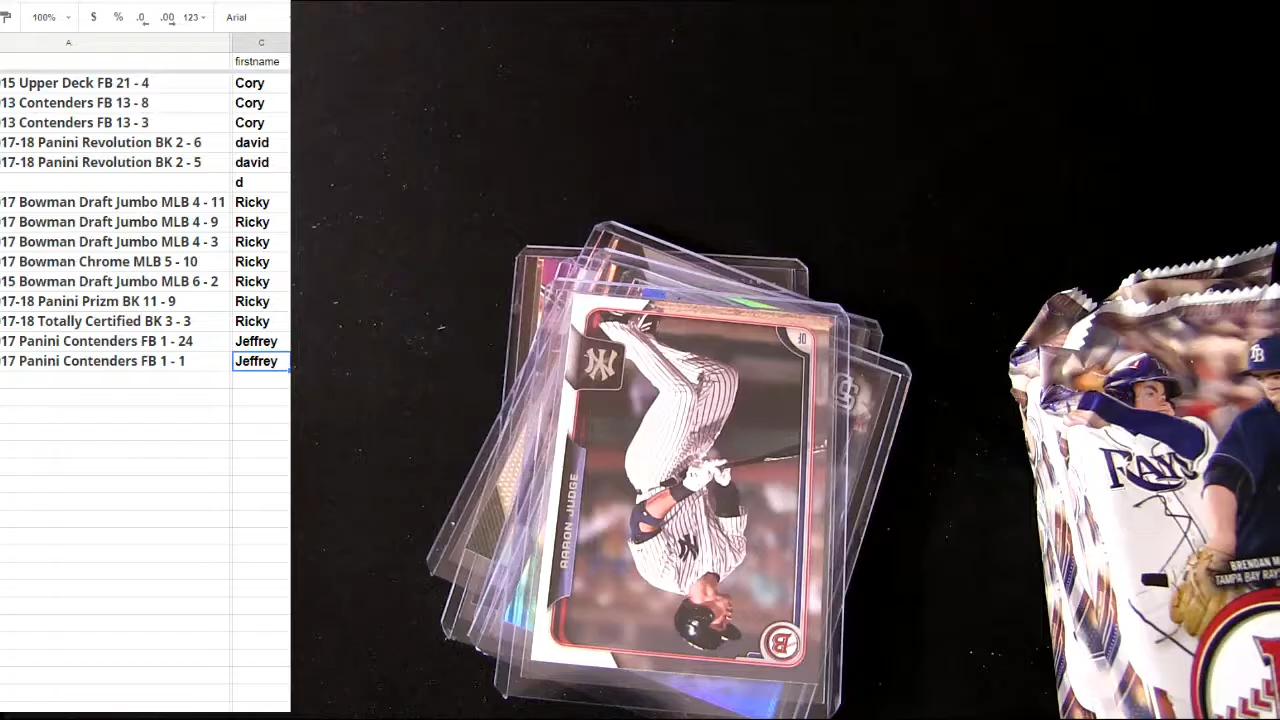 100% $ % .0 .00 123 Arial
A C
firstname
15 Upper Deck FB 21 - 4 Cory
13 Contenders FB 13 - 8 Cory
13 Contenders FB 13 - 3 Cory
17-18 Panini Revolution BK 2 - 6 david
17-18 Panini Revolution BK 2 - 5 david
d
17 Bowman Draft Jumbo MLB 4 - 11 Ricky
17 Bowman Draft Jumbo MLB 4 - 9 Ricky
17 Bowman Draft Jumbo MLB 4 - 3 Ricky
17 Bowman Chrome MLB 5 - 10 Ricky
15 Bowman Draft Jumbo MLB 6 - 2 Ricky
17-18 Panini Prizm BK 11 - 9 Ricky
17-18 Totally Certified BK 3 - 3 Ricky
17 Panini Contenders FB 1 - 24 Jeffrey
17 Panini Contenders FB 1 - 1 Jeffrey
AARON JUDGE
OF
NY
B
RAYS
TB
BRENDAN M
TAMPA BAY RAY